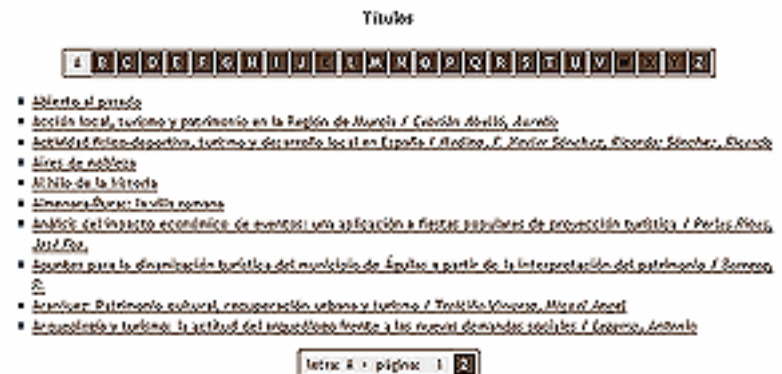 Títulos
A B C D E F G H I J K L M N O P Q R S T U V W X Y Z
Abierto al pasado
Acción local, turismo y patrimonio en la Región de Murcia / Cebrián Abellán, Aurelio
Actividad físico-deportiva, turismo y desarrollo local en España / Medina, F. Xavier Sánchez, Ricardo; Sánchez, Ricardo
Aires de nobleza
Al hilo de la historia
Almenara-Puras: la villa romana
Análisis del impacto económico de eventos: una aplicación a fiestas populares de proyección turística / Perles Ribes,
José Fco.
Apuntes para la dinamización turística del municipio de Águilas a partir de la interpretación del patrimonio /
Aranjuez: Patrimonio cultural, recuperación urbana y turismo / Troitiño Vinuesa, Miguel Ángel
Arqueología y turismo: la actitud del arqueólogo frente a las nuevas demandas sociales / Antonio
letra: A • página: 1 2